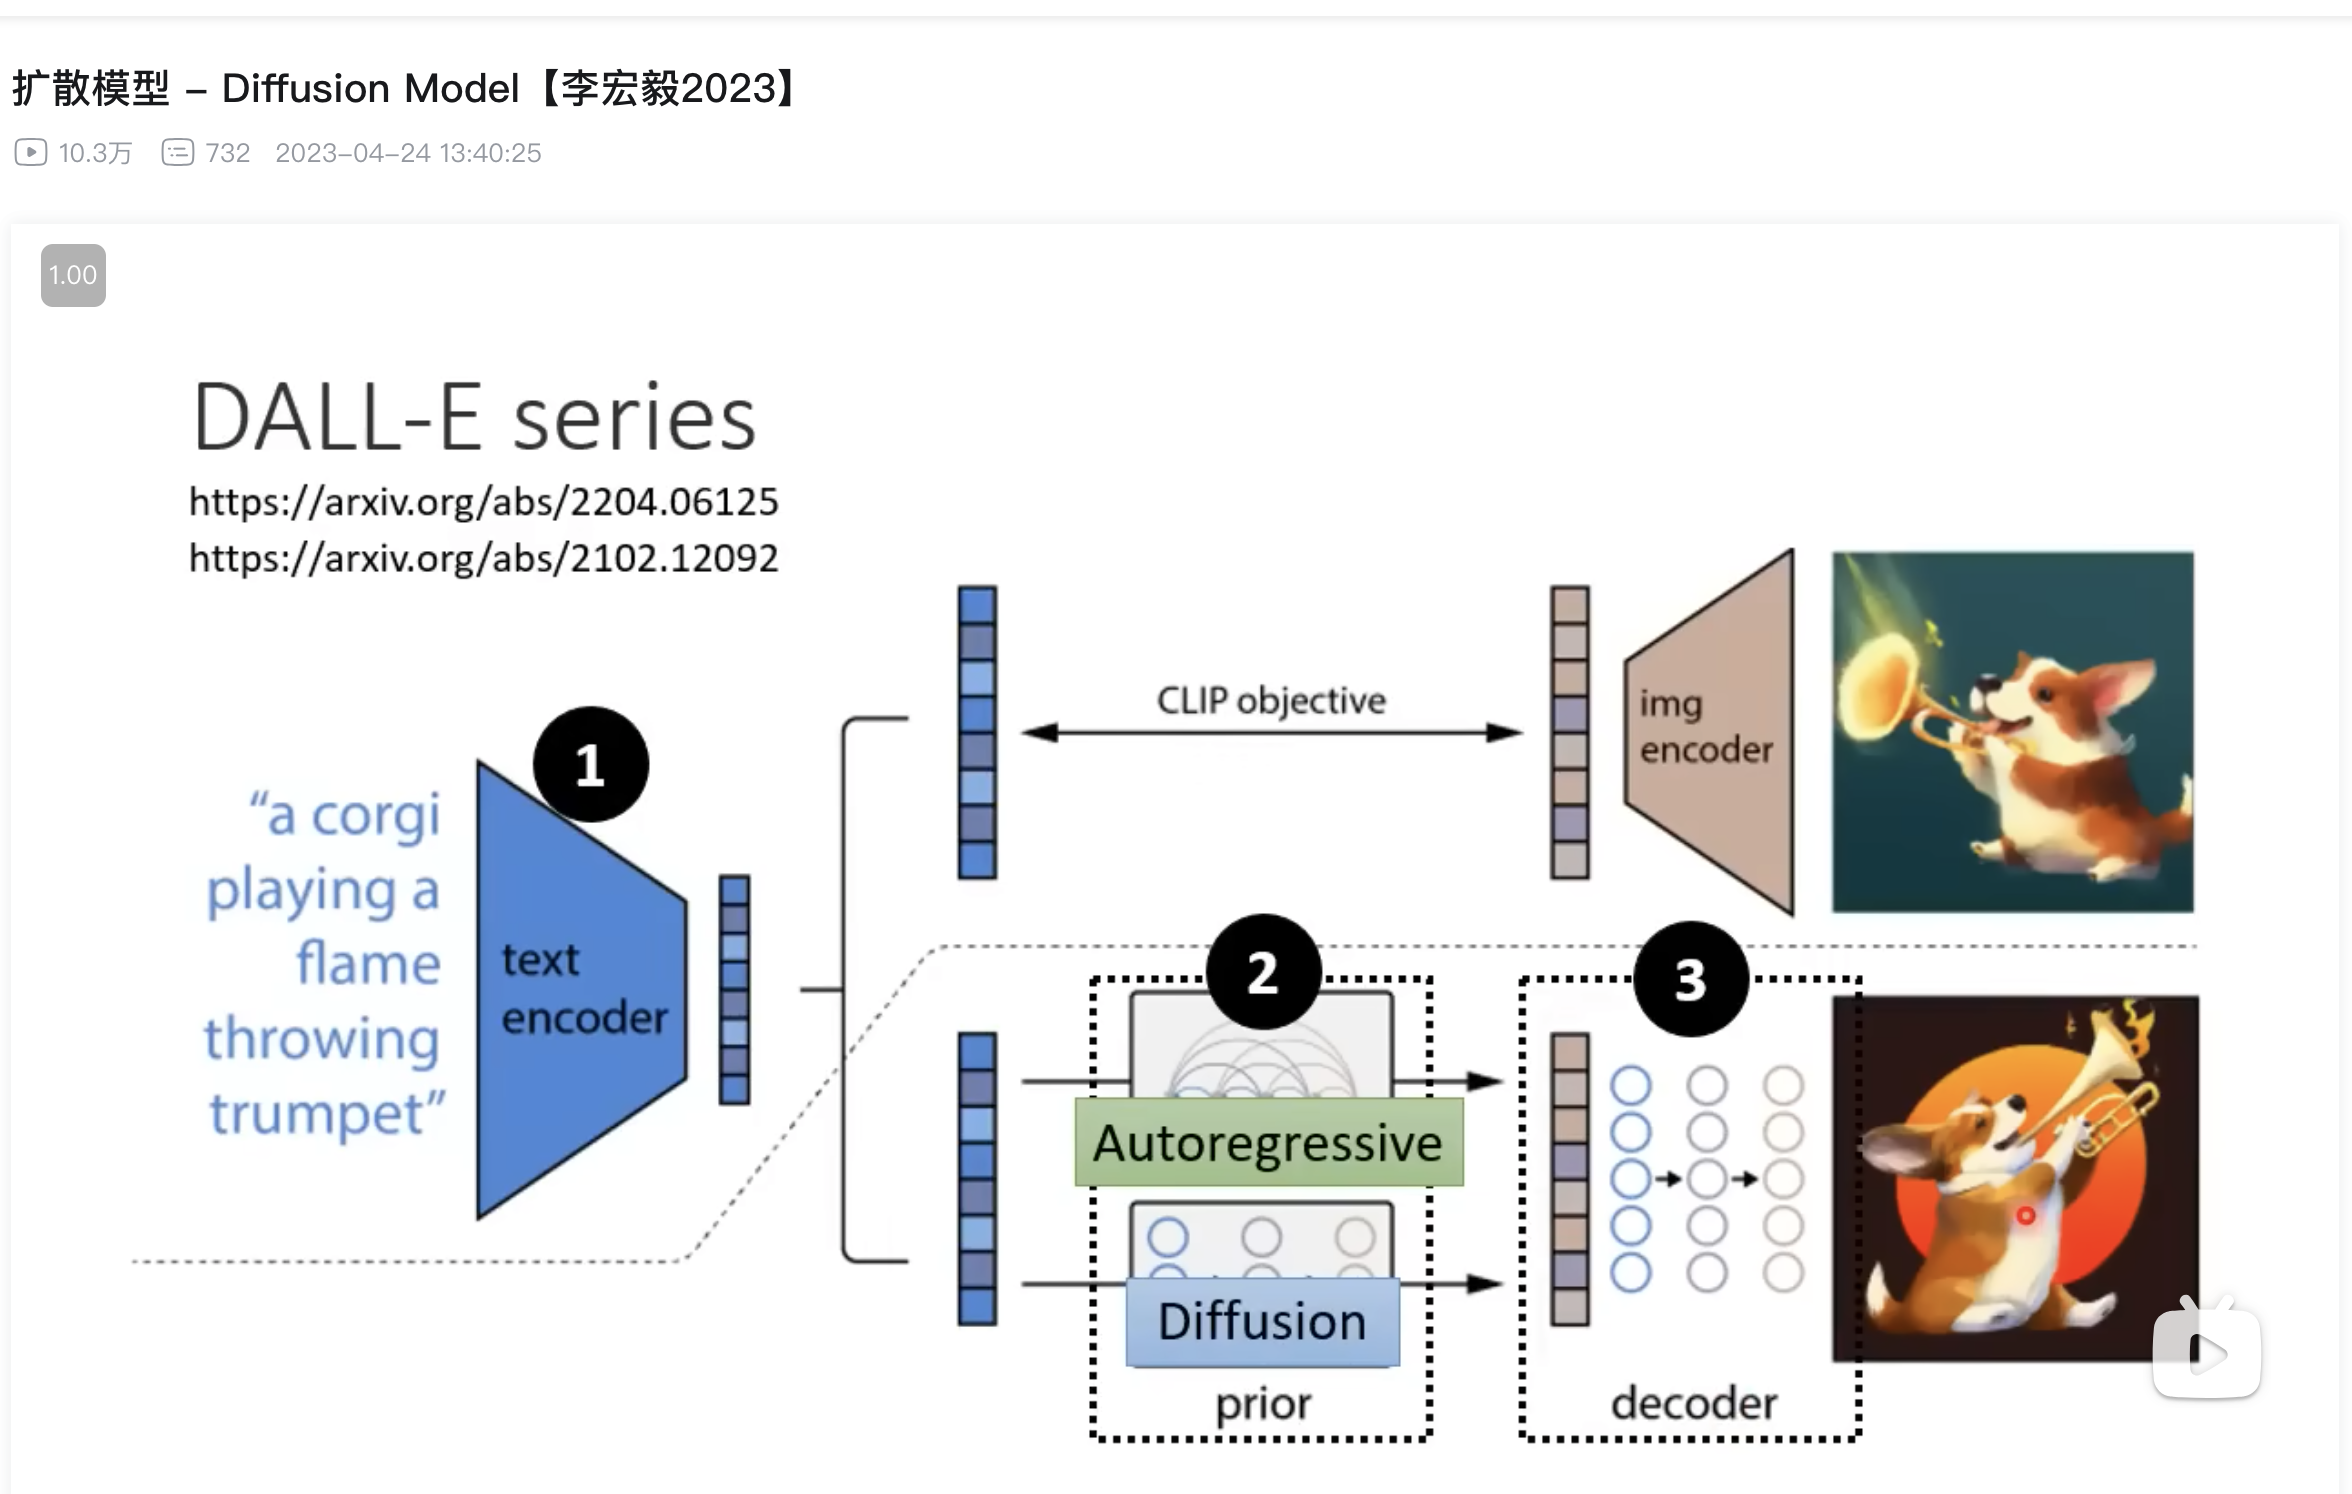 扩散模型 – Diffusion Model【李宏毅2023】
10.3万 732 2023-04-24 13:40:25
1.00
DALL-E series
https://arxiv.org/abs/2204.06125
https://arxiv.org/abs/2102.12092
CLIP objective
img
encoder
1
“a corgi
playing a
flame
throwing
trumpet”
text
encoder
2
Autoregressive
Diffusion
prior
3
decoder